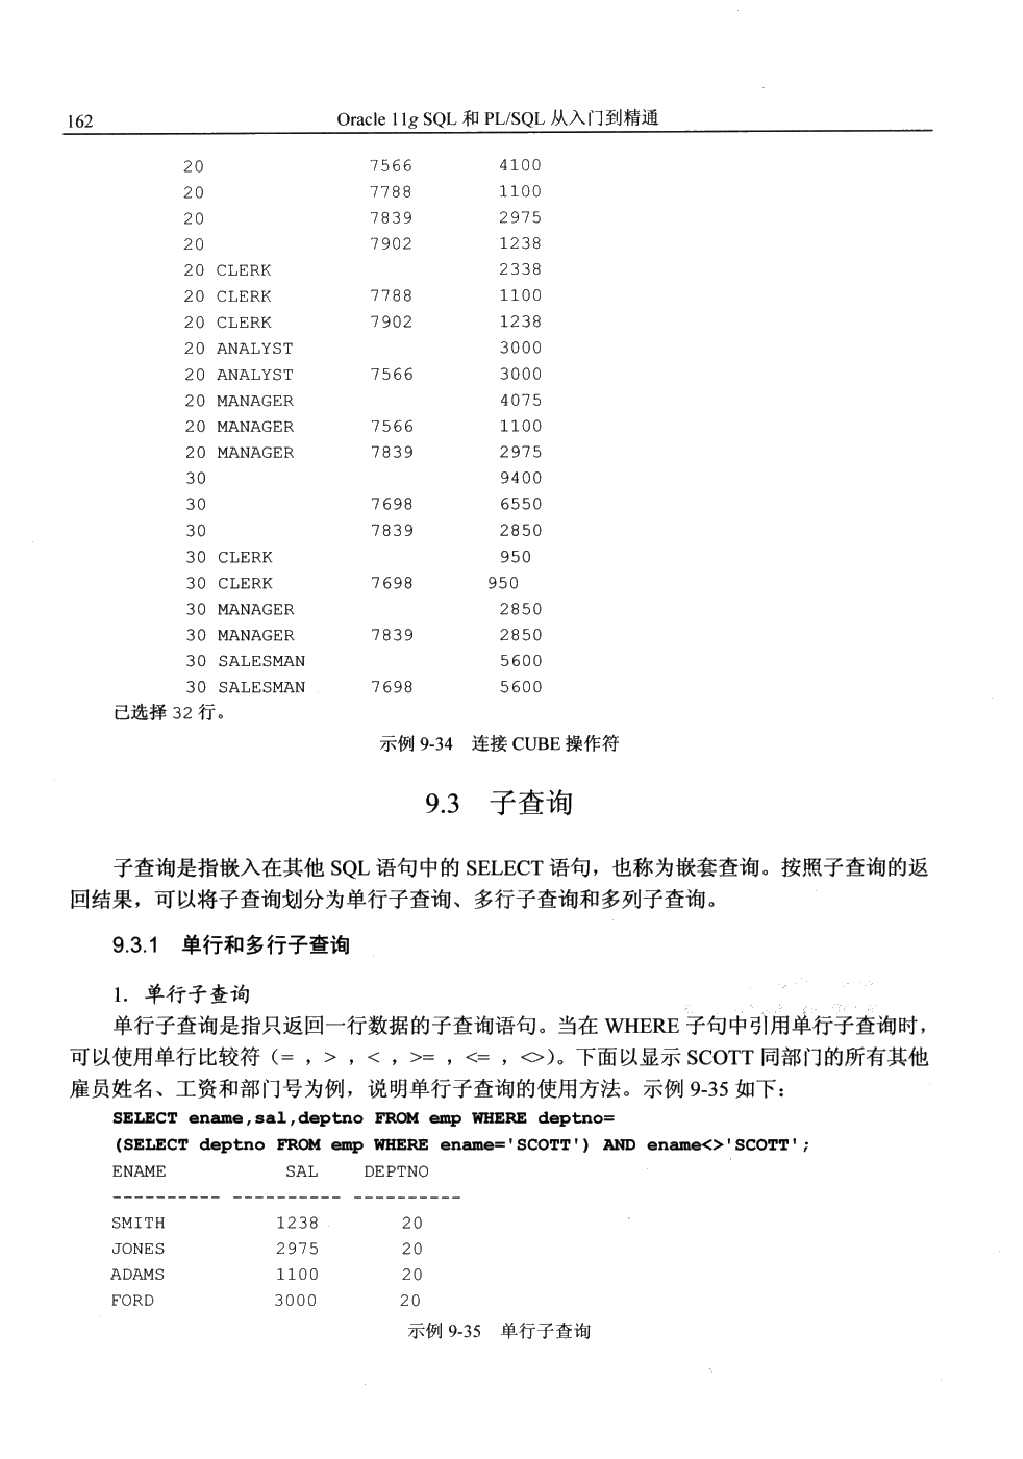 162 Oracle 11g SQL 和 PL/SQL 从入门到精通
20 7566 4100
20 7788 1100
20 7839 2975
20 7902 1238
20 CLERK 2338
20 CLERK 7788 1100
20 CLERK 7902 1238
20 ANALYST 3000
20 ANALYST 7566 3000
20 MANAGER 4075
20 MANAGER 7566 1100
20 MANAGER 7839 2975
30 9400
30 7698 6550
30 7839 2850
30 CLERK 950
30 CLERK 7698 950
30 MANAGER 2850
30 MANAGER 7839 2850
30 SALESMAN 5600
30 SALESMAN 7698 5600
已选择 32 行。
示例 9-34 连接 CUBE 操作符
9.3 子查询
子查询是指嵌入在其他 SQL 语句中的 SELECT 语句，也称为嵌套查询。按照子查询的返
回结果，可以将子查询划分为单行子查询、多行子查询和多列子查询。
9.3.1 单行和多行子查询
1. 单行子查询
单行子查询是指只返回一行数据的子查询语句。当在 WHERE 子句中引用单行子查询时，
可以使用单行比较符（= ，> ，< ，>= ，<= ，<>）。下面以显示 SCOTT 同部门的所有其他
雇员姓名、工资和部门号为例，说明单行子查询的使用方法。示例 9-35 如下：
SELECT ename,sal,deptno FROM emp WHERE deptno=
(SELECT deptno FROM emp WHERE ename='SCOTT') AND ename<>'SCOTT';
ENAME SAL DEPTNO
---------- ---------- ----------
SMITH 1238 20
JONES 2975 20
ADAMS 1100 20
FORD 3000 20
示例 9-35 单行子查询